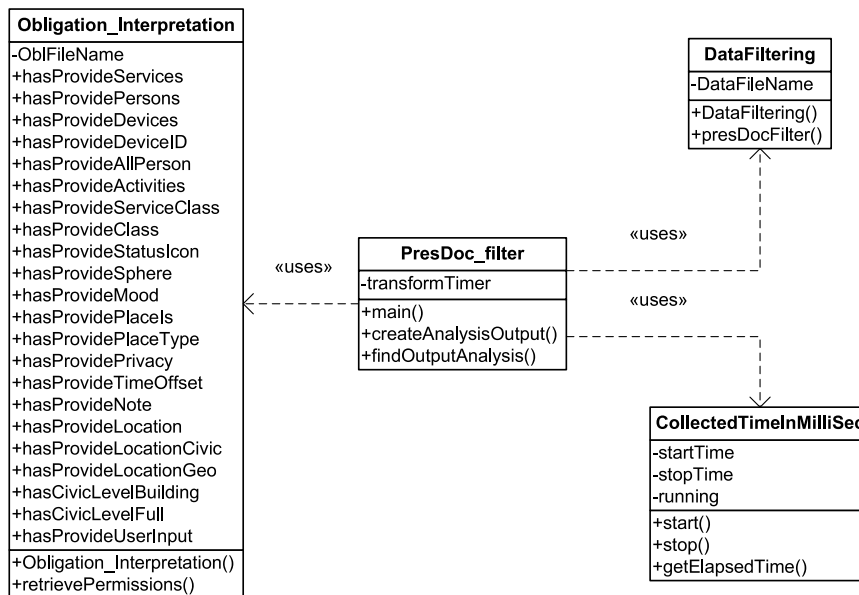 Obligation_Interpretation
-OblFileName
+hasProvideServices
+hasProvidePersons
+hasProvideDevices
+hasProvideDeviceID
+hasProvideAllPerson
+hasProvideActivities
+hasProvideServiceClass
+hasProvideClass
+hasProvideStatusIcon
+hasProvideSphere
+hasProvideMood
+hasProvidePlaceIs
+hasProvidePlaceType
+hasProvidePrivacy
+hasProvideTimeOffset
+hasProvideNote
+hasProvideLocation
+hasProvideLocationCivic
+hasProvideLocationGeo
+hasCivicLevelBuilding
+hasCivicLevelFull
+hasProvideUserInput
+Obligation_Interpretation()
+retrievePermissions()
«uses»
PresDoc_filter
-transformTimer
+main()
+createAnalysisOutput()
+findOutputAnalysis()
«uses»
«uses»
DataFiltering
-DataFileName
+DataFiltering()
+presDocFilter()
CollectedTimeInMilliSec
-startTime
-stopTime
-running
+start()
+stop()
+getElapsedTime()